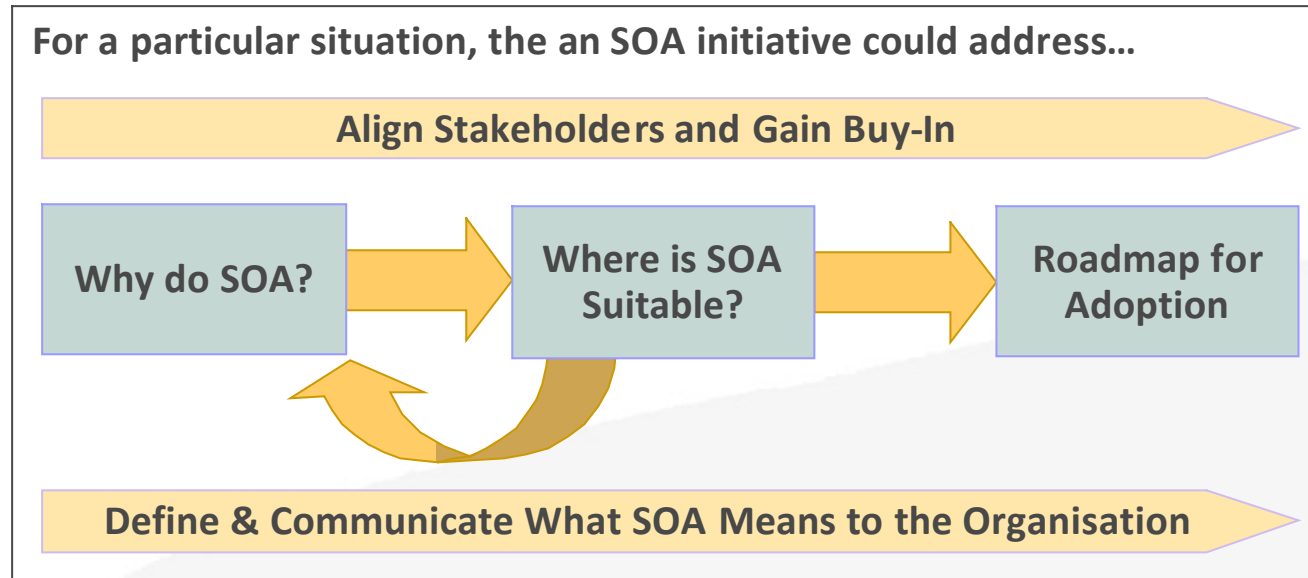 For a particular situation, the an SOA initiative could address…
Align Stakeholders and Gain Buy-In
Why do SOA?
Where is SOA
Suitable?
Roadmap for
Adoption
Define & Communicate What SOA Means to the Organisation